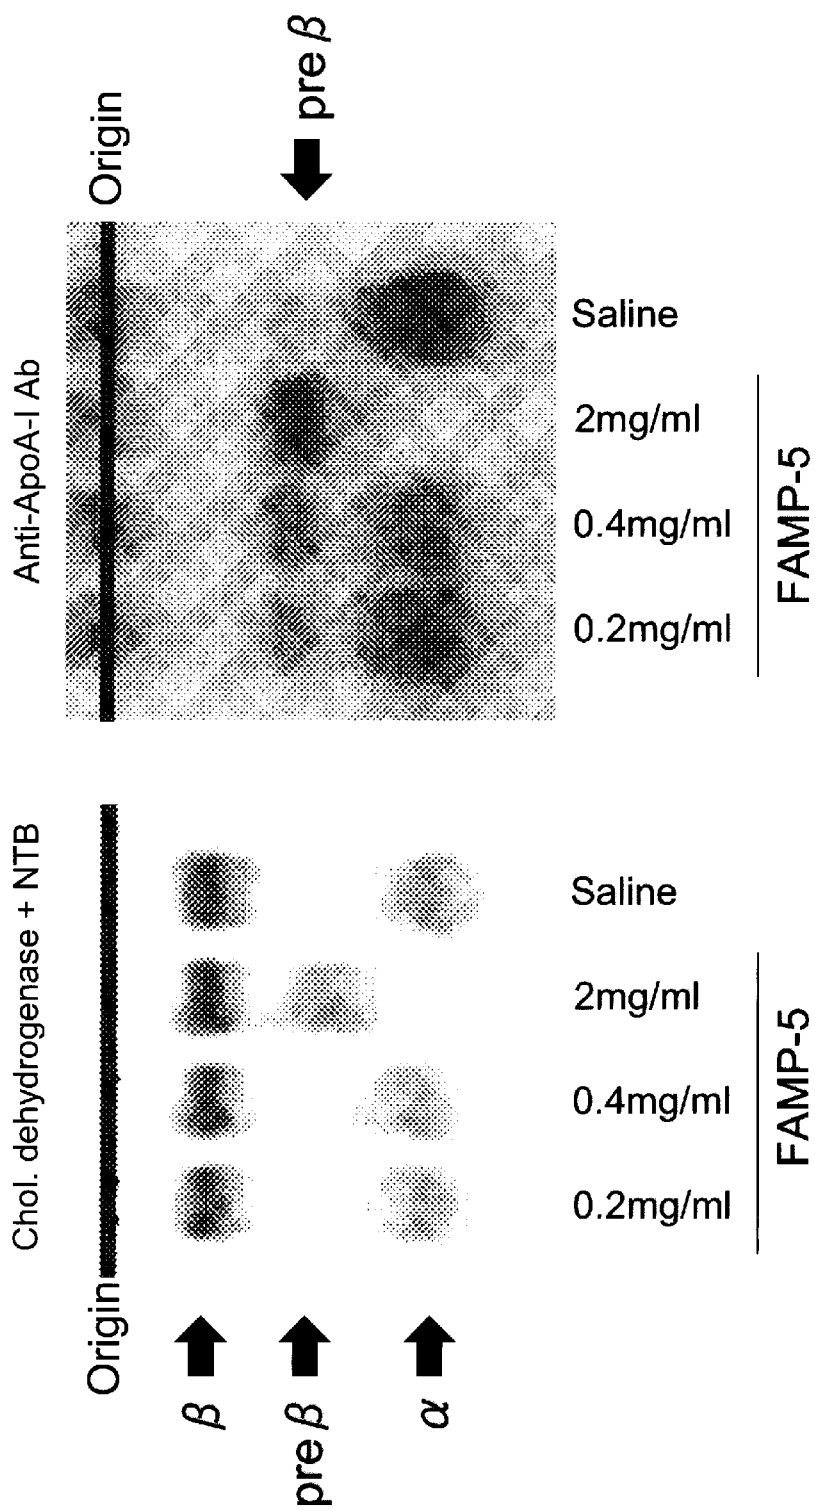 Chol. dehydrogenase + NTB
Origin
β
pre β
α
0.2mg/ml
0.4mg/ml
2mg/ml
Saline
FAMP-5
Anti-ApoA-I Ab
Origin
pre β
0.2mg/ml
0.4mg/ml
2mg/ml
Saline
FAMP-5